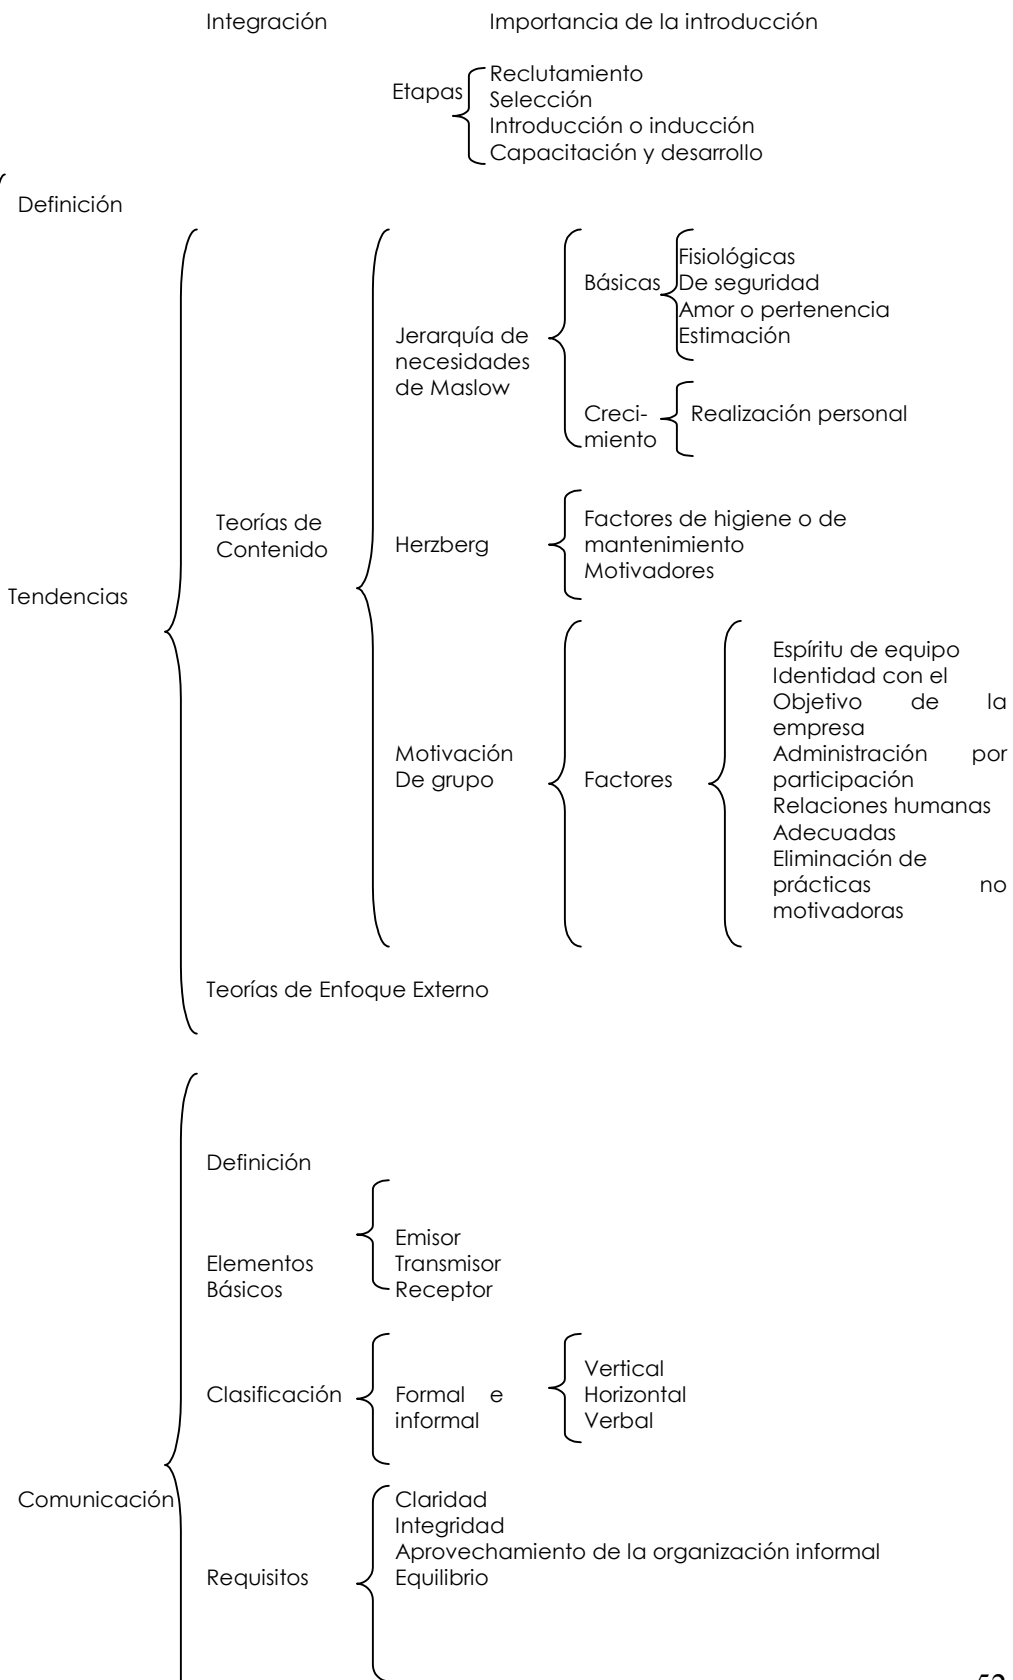 Integración
Importancia de la introducción
Etapas
Reclutamiento
Selección
Introducción o inducción
Capacitación y desarrollo
Definición
Tendencias
Teorías de
Contenido
Jerarquía de
necesidades
de Maslow
Básicas
Fisiológicas
De seguridad
Amor o pertenencia
Estimación
Creci-
miento
Realización personal
Herzberg
Factores de higiene o de
mantenimiento
Motivadores
Motivación
De grupo
Factores
Espíritu de equipo
Identidad con el
Objetivo de la
empresa
Administración por
participación
Relaciones humanas
Adecuadas
Eliminación de
prácticas no
motivadoras
Teorías de Enfoque Externo
Comunicación
Definición
Elementos
Básicos
Emisor
Transmisor
Receptor
Clasificación
Formal e
informal
Vertical
Horizontal
Verbal
Requisitos
Claridad
Integridad
Aprovechamiento de la organización informal
Equilibrio